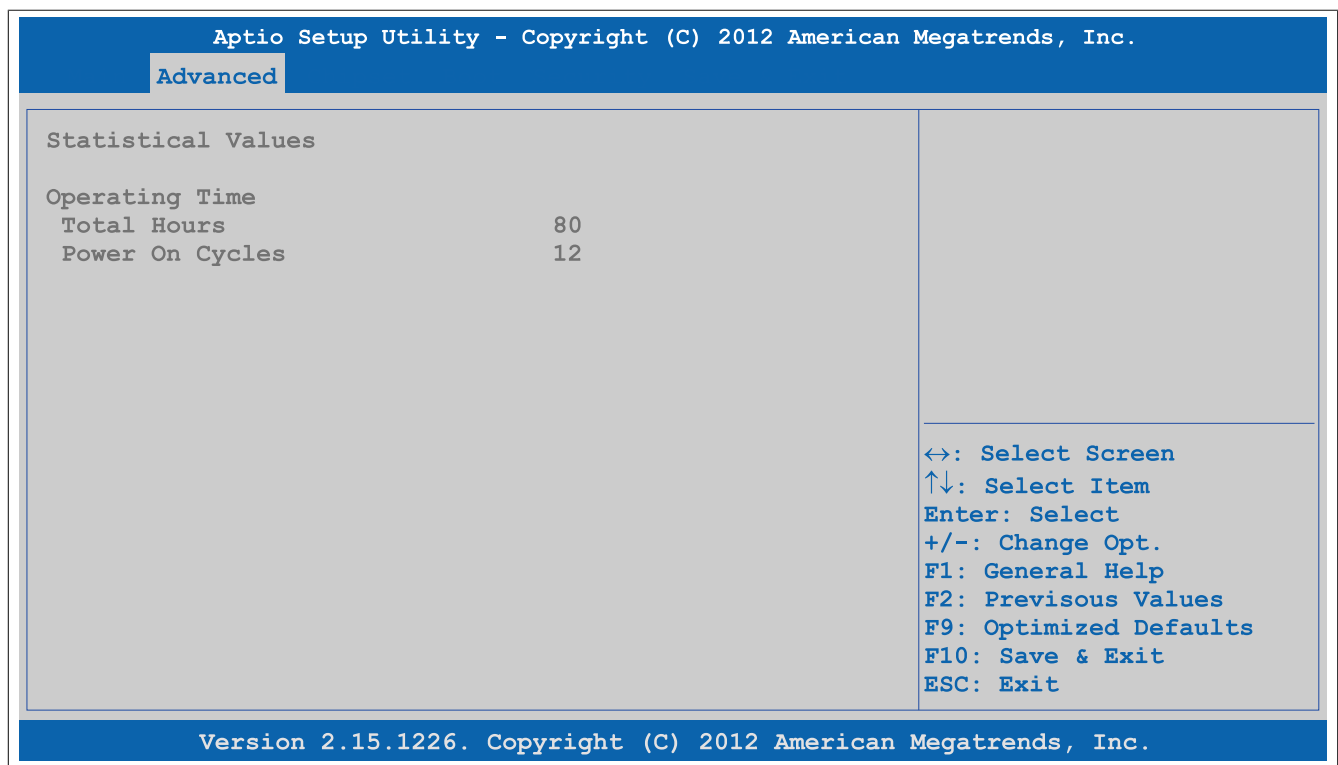 Aptio Setup Utility - Copyright (C) 2012 American Megatrends, Inc.
Advanced
Statistical Values
Operating Time
Total Hours 80
Power On Cycles 12
↔: Select Screen
↑↓: Select Item
Enter: Select
+/-: Change Opt.
F1: General Help
F2: Previsous Values
F9: Optimized Defaults
F10: Save & Exit
ESC: Exit
Version 2.15.1226. Copyright (C) 2012 American Megatrends, Inc.